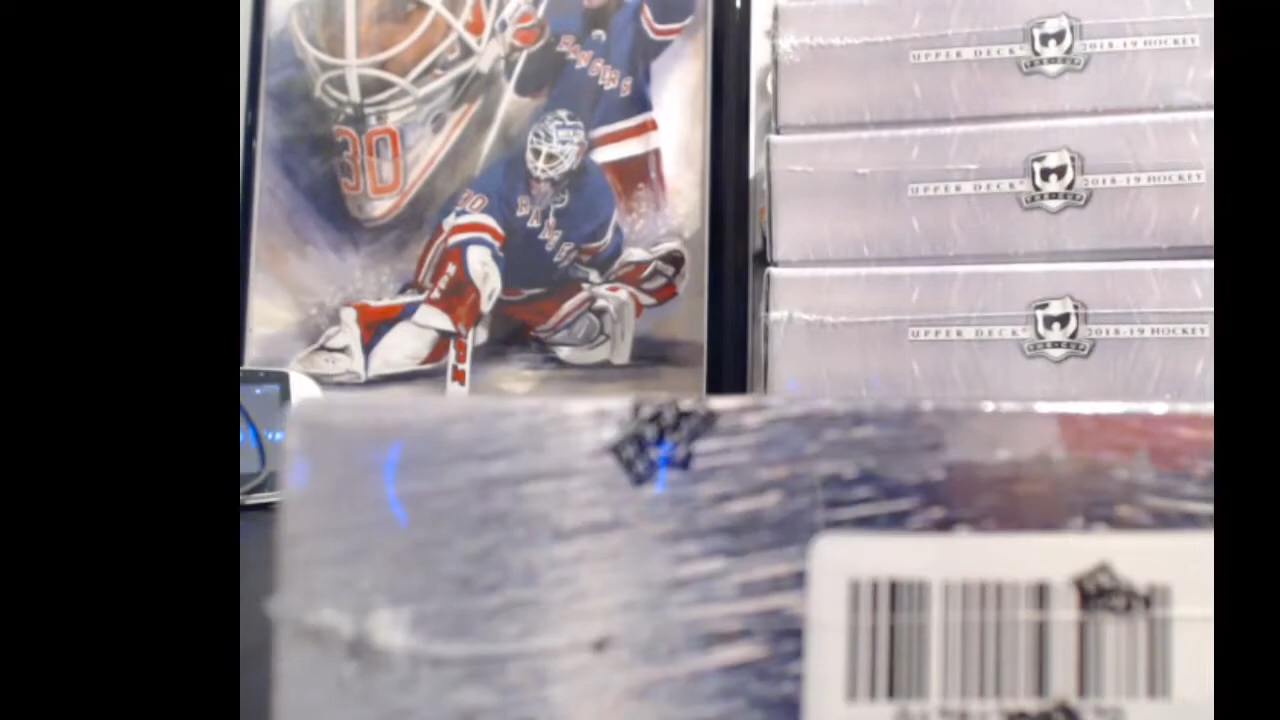 RANGERS
30
30
RANGE
UPPER DECK THE·CUP 2018-19 HOCKEY
UPPER DECK THE·CUP 2018-19 HOCKEY
UPPER DECK THE·CUP 2018-19 HOCKEY